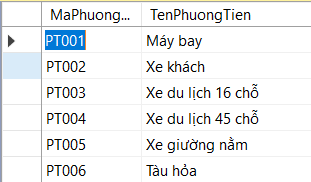 MaPhuong... TenPhuongTien
PT001 Máy bay
PT002 Xe khách
PT003 Xe du lịch 16 chỗ
PT004 Xe du lịch 45 chỗ
PT005 Xe giường nằm
PT006 Tàu hỏa